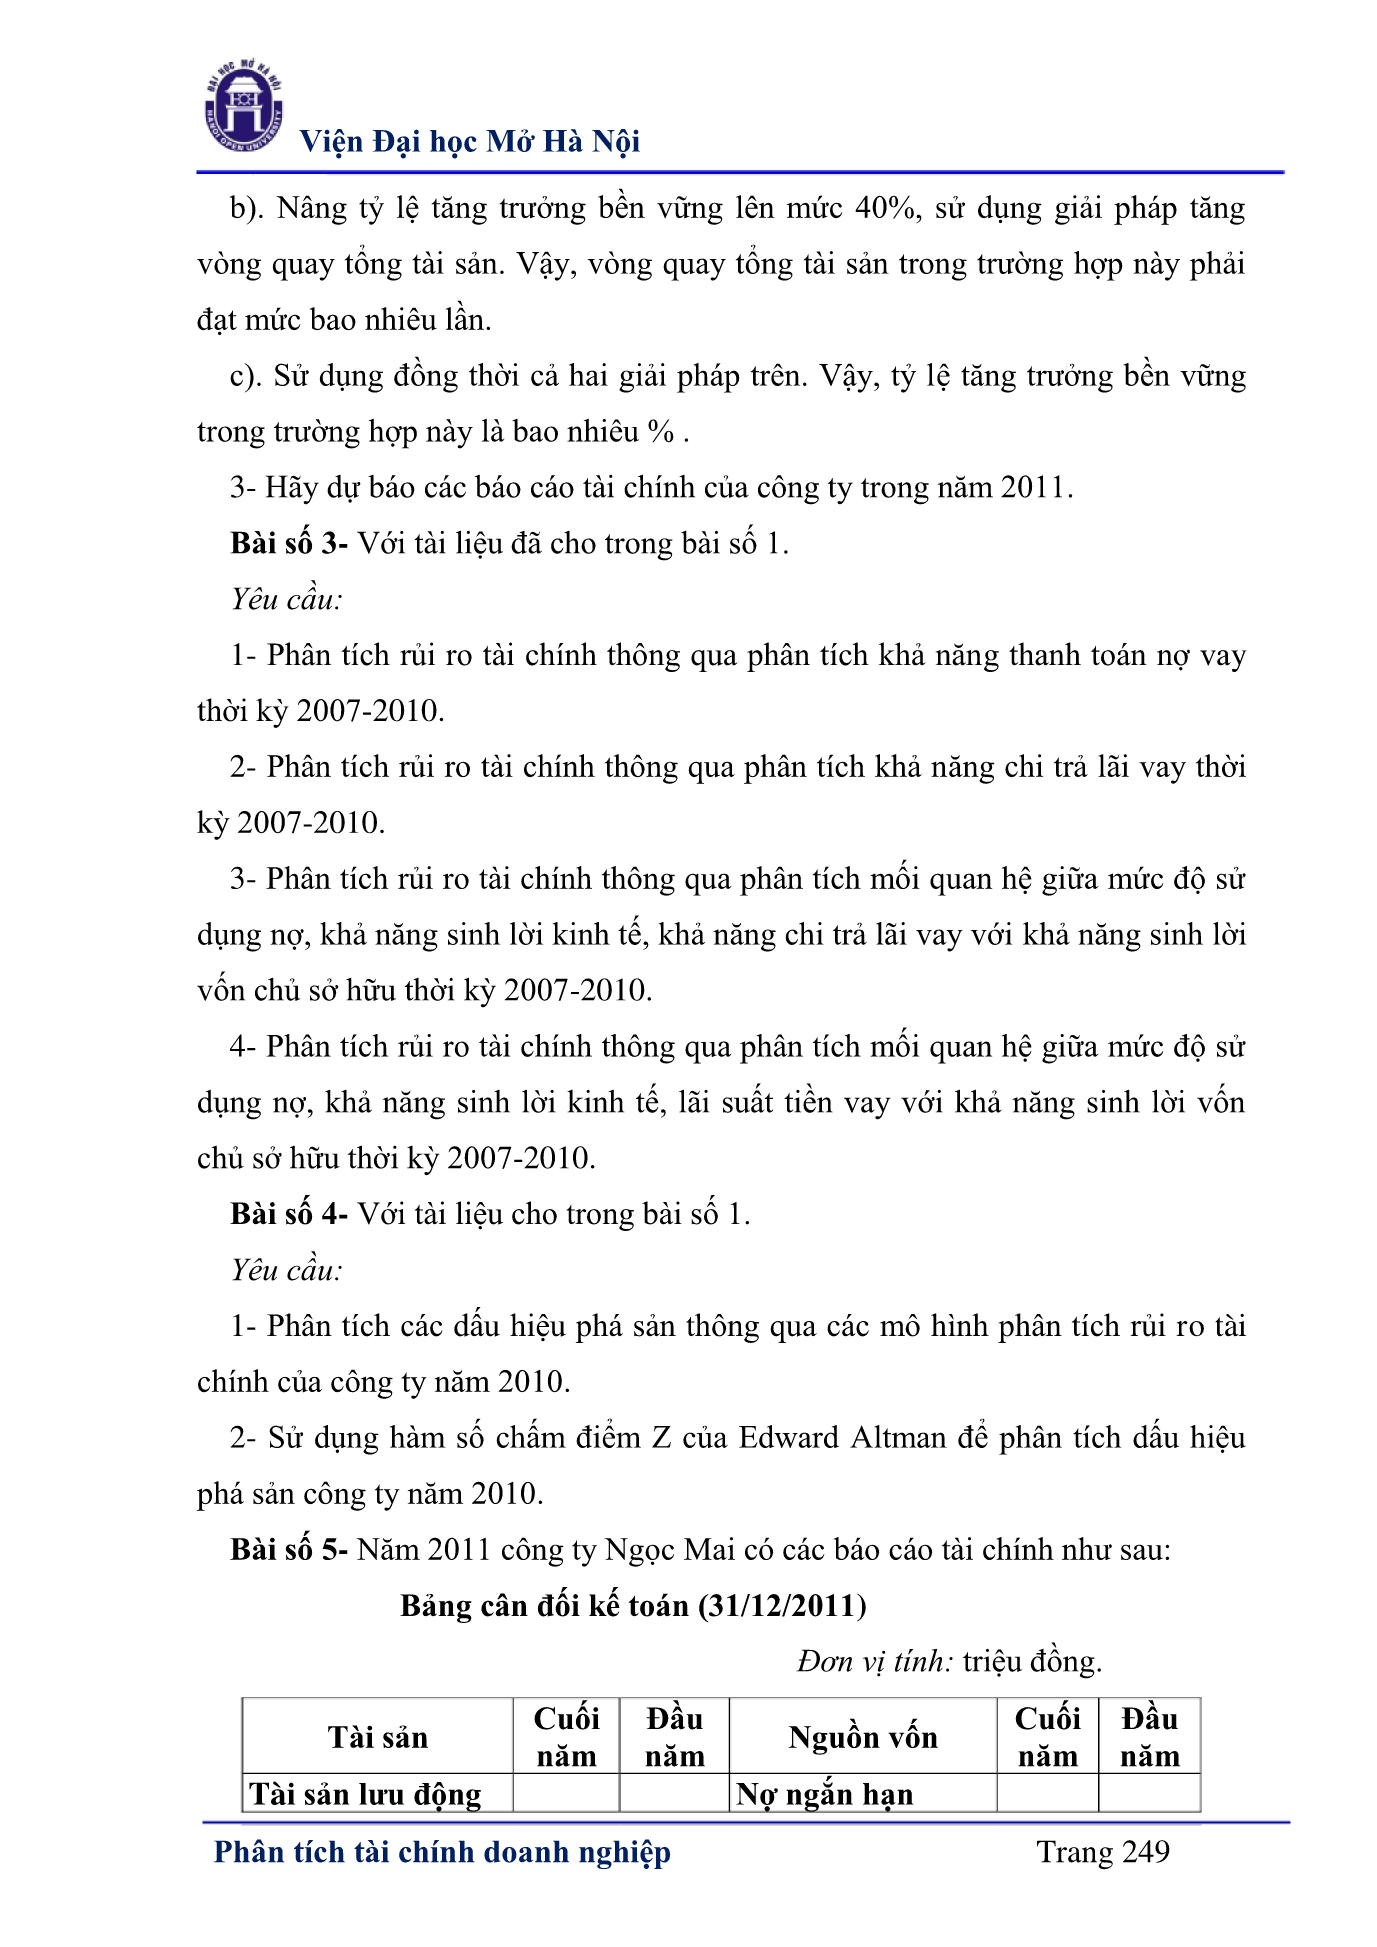 ĐẠI HỌC MỞ HÀ NỘI
HANOI OPEN UNIVERSITY
Viện Đại học Mở Hà Nội
b). Nâng tỷ lệ tăng trưởng bền vững lên mức 40%, sử dụng giải pháp tăng
vòng quay tổng tài sản. Vậy, vòng quay tổng tài sản trong trường hợp này phải
đạt mức bao nhiêu lần.
c). Sử dụng đồng thời cả hai giải pháp trên. Vậy, tỷ lệ tăng trưởng bền vững
trong trường hợp này là bao nhiêu % .
3- Hãy dự báo các báo cáo tài chính của công ty trong năm 2011.
Bài số 3- Với tài liệu đã cho trong bài số 1.
Yêu cầu:
1- Phân tích rủi ro tài chính thông qua phân tích khả năng thanh toán nợ vay
thời kỳ 2007-2010.
2- Phân tích rủi ro tài chính thông qua phân tích khả năng chi trả lãi vay thời
kỳ 2007-2010.
3- Phân tích rủi ro tài chính thông qua phân tích mối quan hệ giữa mức độ sử
dụng nợ, khả năng sinh lời kinh tế, khả năng chi trả lãi vay với khả năng sinh lời
vốn chủ sở hữu thời kỳ 2007-2010.
4- Phân tích rủi ro tài chính thông qua phân tích mối quan hệ giữa mức độ sử
dụng nợ, khả năng sinh lời kinh tế, lãi suất tiền vay với khả năng sinh lời vốn
chủ sở hữu thời kỳ 2007-2010.
Bài số 4- Với tài liệu cho trong bài số 1.
Yêu cầu:
1- Phân tích các dấu hiệu phá sản thông qua các mô hình phân tích rủi ro tài
chính của công ty năm 2010.
2- Sử dụng hàm số chấm điểm Z của Edward Altman để phân tích dấu hiệu
phá sản công ty năm 2010.
Bài số 5- Năm 2011 công ty Ngọc Mai có các báo cáo tài chính như sau:
Bảng cân đối kế toán (31/12/2011)
Đơn vị tính: triệu đồng.
Tài sản Cuối năm Đầu năm Nguồn vốn Cuối năm Đầu năm
Tài sản lưu động Nợ ngắn hạn
Phân tích tài chính doanh nghiệp Trang 249